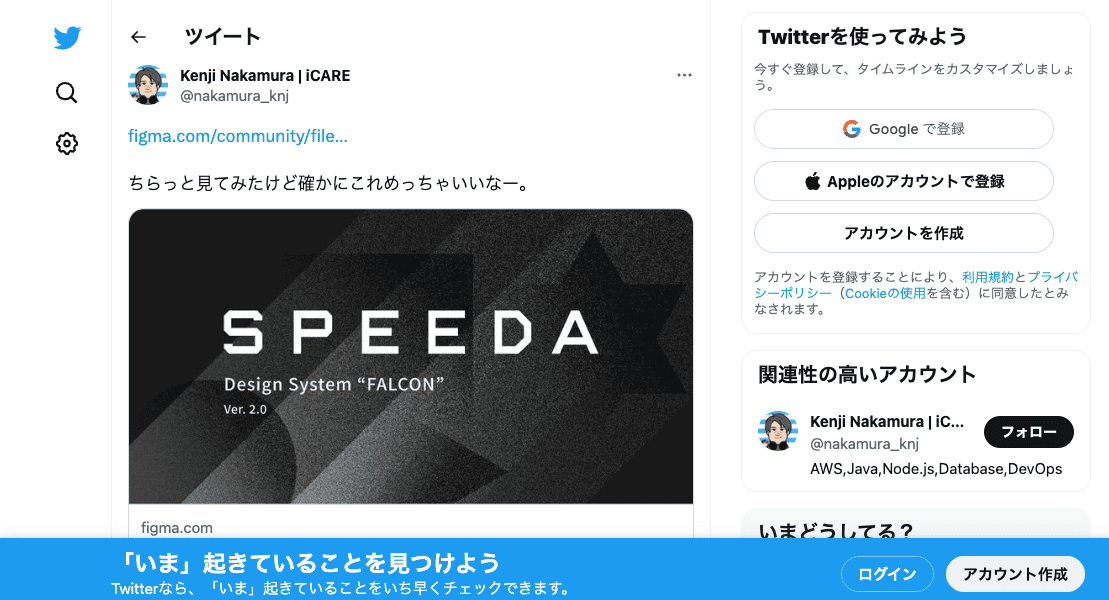 ツイート
Kenji Nakamura | iCARE
@nakamura_knj
figma.com/community/file...
ちらっと見てみたけど確かにこれめっちゃいいなー。
SPEEDA
Design System “FALCON”
Ver. 2.0
figma.com
Twitterを使ってみよう
今すぐ登録して、タイムラインをカスタマイズしましょ
う。
Google で登録
Appleのアカウントで登録
アカウントを作成
アカウントを登録することにより、利用規約とプライバ
シーポリシー（Cookieの使用を含む）に同意したとみ
なされます。
関連性の高いアカウント
Kenji Nakamura | iC...
@nakamura_knj
フォロー
AWS,Java,Node.js,Database,DevOps
いまどうしてる？
「いま」起きていることを見つけよう
Twitterなら、「いま」起きていることをいち早くチェックできます。
ログイン
アカウント作成